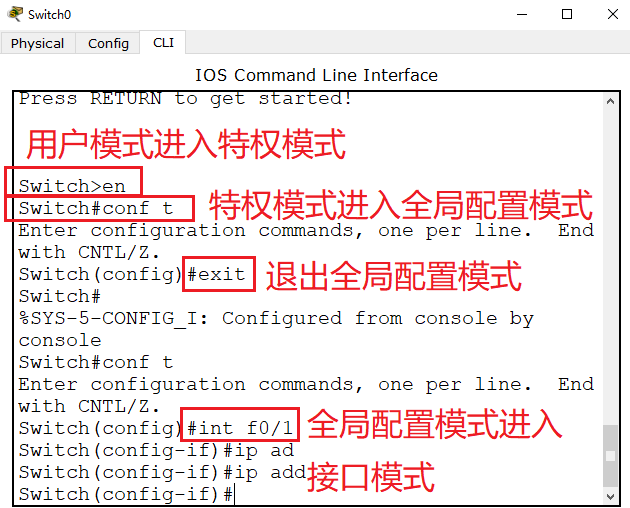 Switch0
Physical Config CLI
IOS Command Line Interface
Press RETURN to get started!
用户模式进入特权模式
Switch>en
Switch#conf t
特权模式进入全局配置模式
Enter configuration commands, one per line.  End
with CNTL/Z.
Switch(config)#exit
退出全局配置模式
Switch#
%SYS-5-CONFIG_I: Configured from console by
console
Switch#conf t
Enter configuration commands, one per line.  End
with CNTL/Z.
Switch(config)#int f0/1
全局配置模式进入
Switch(config-if)#ip ad
Switch(config-if)#ip add
接口模式
Switch(config-if)#